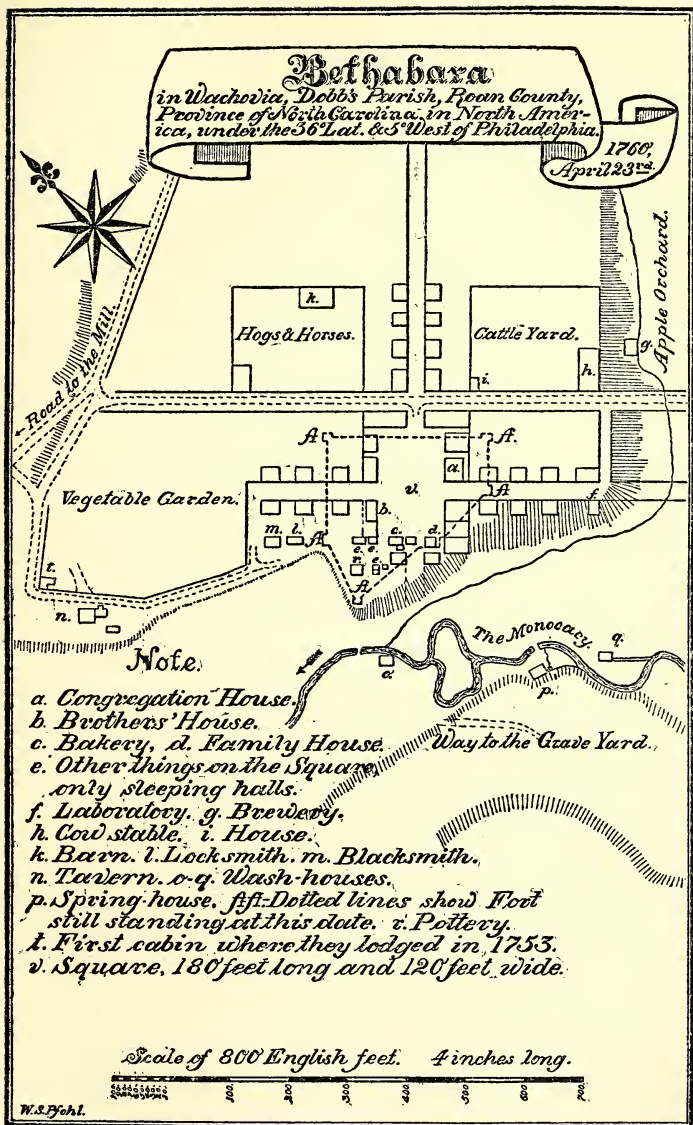 Bethabara
in Wachovia, Dobb's Parish, Roan County,
Province of North Carolina in North Amer-
ica, under the 36° Lat. & 5° West of Philadelphia.
1760,
April 23rd.
Apple Orchard.
k.
Hogs & Horses.
Cattle Yard.
g.
i.
h.
Road to the Mill.
A
A.
a.
v.
A
Vegetable Garden.
b.
f.
m. l.
A
e. e. c. d.
r. e.
A
t.
n.
The Monocacy.
q.
o
p.
Way to the Grave Yard.
Note.
a. Congregation House.
b. Brothers' House.
c. Bakery, d. Family House.
e. Other things on the Square,
only sleeping halls.
f. Laboratory. g. Brewery.
h. Cow stable. i. House.
k. Barn. l. Locksmith. m. Blacksmith.
n. Tavern. o-q. Wash-houses.
p. Spring-house. AA-Dotted lines show Fort
still standing at this date. r. Pottery.
t. First cabin where they lodged in 1753.
v. Square, 180 feet long and 120 feet wide.
Scale of 800 English feet. 4 inches long.
100. 200. 300 400 500 600 700.
W.S.Pfohl.